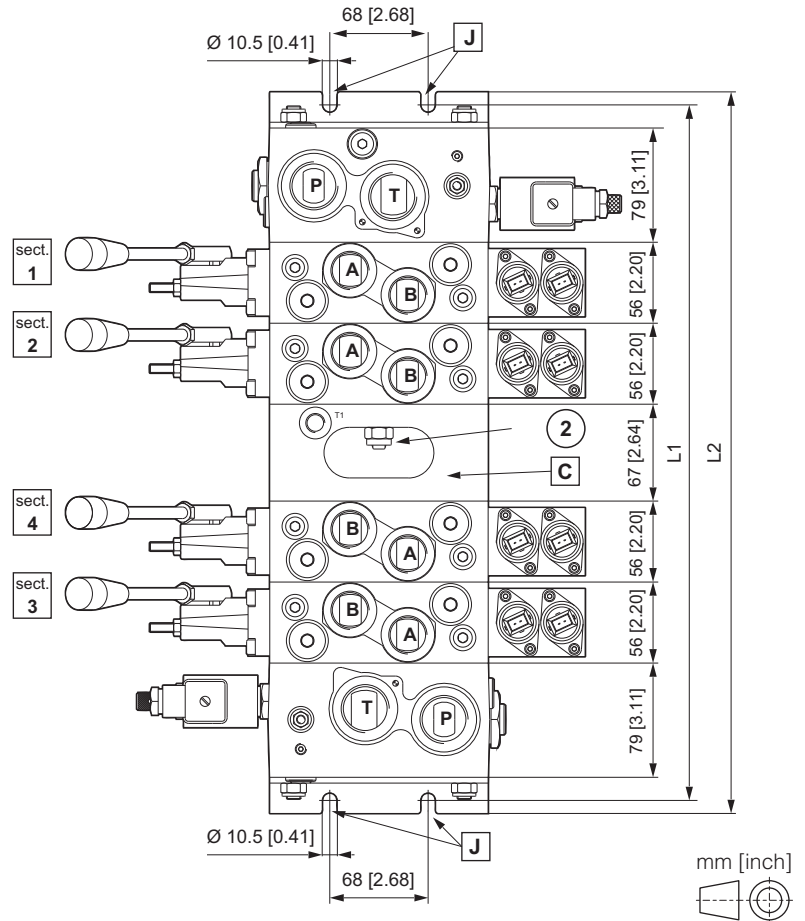 68 [2.68]
Ø 10.5 [0.41]
J
P
T
79 [3.11]
sect.
1
A
B
56 [2.20]
sect.
2
A
B
56 [2.20]
T1
2
C
67 [2.64]
L1
L2
sect.
4
B
A
56 [2.20]
sect.
3
B
A
56 [2.20]
T
P
79 [3.11]
Ø 10.5 [0.41]
J
68 [2.68]
mm [inch]